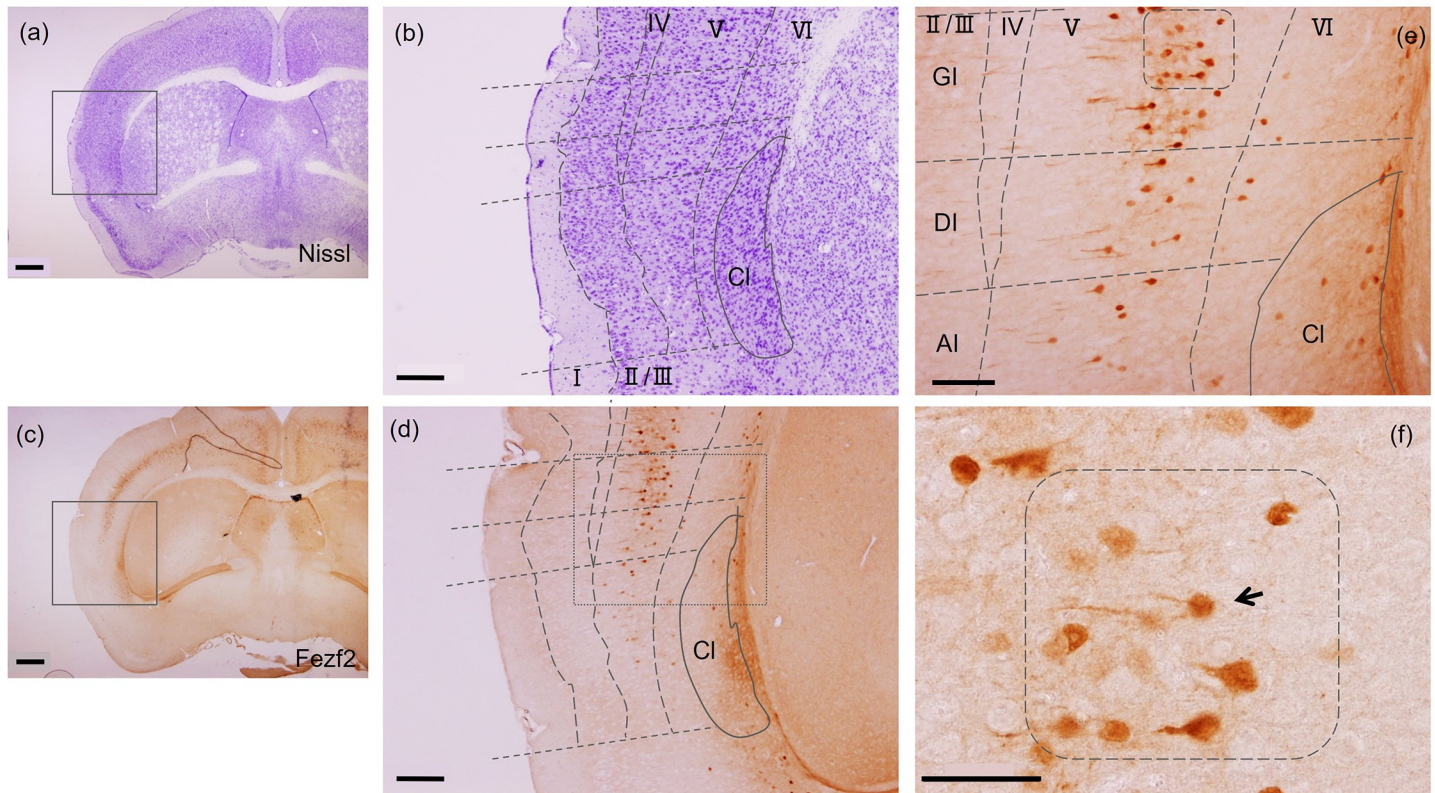 (a)
Nissl
(b)
Ⅳ
Ⅴ
Ⅵ
Cl
Ⅰ
Ⅱ/Ⅲ
(c)
Fezf2
(d)
Cl
(e)
Ⅱ/Ⅲ
Ⅳ
Ⅴ
Ⅵ
GI
DI
AI
Cl
(f)